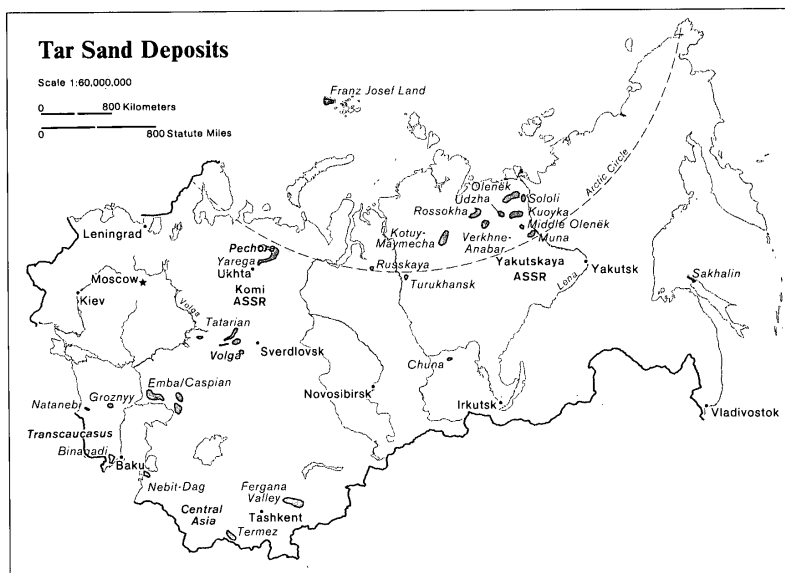 Tar Sand Deposits
Scale 1:60,000,000
0 800 Kilometers
0 800 Statute Miles
Franz Josef Land
Arctic Circle
Olenëk
Udzha
Sololi
Rossokha
Kuoyka
Middle Olenëk
Kotuy-
Maymecha
Verkhne-
Anabar
Muna
Leningrad
Pechora
Yarega
Ukhta
Russkaya
Yakutskaya
ASSR
Yakutsk
Moscow
Komi
ASSR
Turukhansk
Lena
Sakhalin
Kiev
Volga
Tatarian
Volga
Sverdlovsk
Chuna
Emba/Caspian
Natanebi
Groznyy
Novosibirsk
Irkutsk
Vladivostok
Transcaucasus
Binagadi
Baku
Nebit-Dag
Fergana
Valley
Central
Asia
Tashkent
Termez